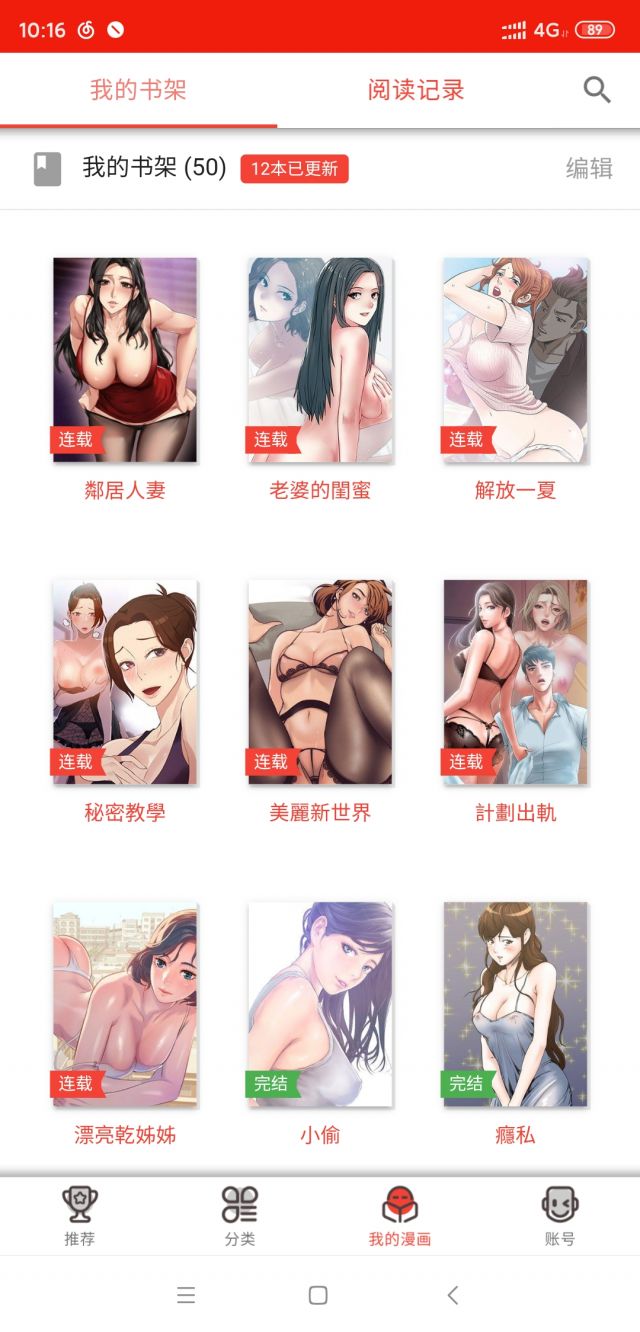 10:16 4G 89
我的书架 阅读记录
我的书架 (50) 12本已更新 编辑
连载 连载 连载
鄰居人妻 老婆的閨蜜 解放一夏
连载 连载 连载
秘密教學 美麗新世界 計劃出軌
连载 完结 完结
漂亮乾姊姊 小偷 癮私
推荐 分类 我的漫画 账号